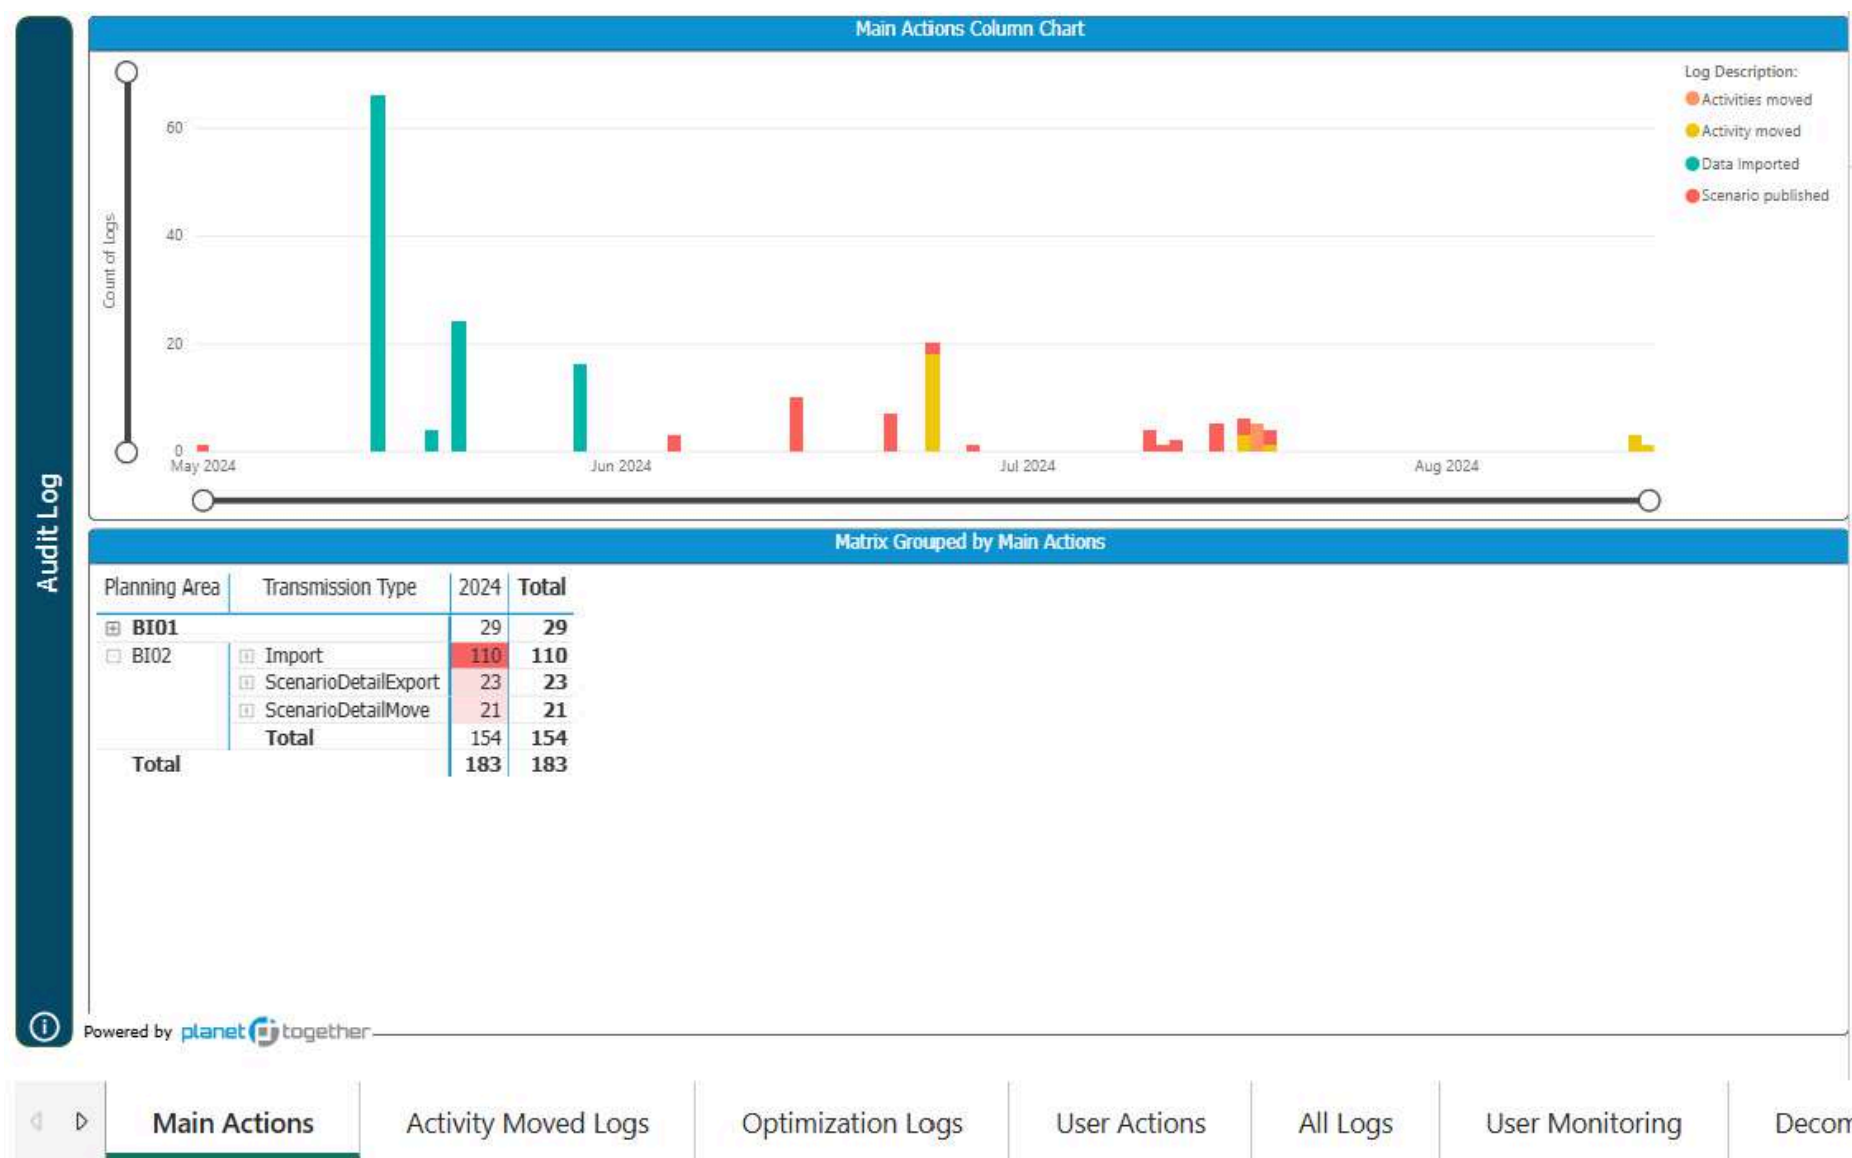 Main Actions Column Chart
Log Description:
Activities moved
Activity moved
Data Imported
Scenario published
Count of Logs
60
40
20
0
May 2024 Jun 2024 Jul 2024 Aug 2024
Audit Log
Matrix Grouped by Main Actions
Planning Area Transmission Type 2024 Total
BI01 29 29
BI02 Import 110 110
ScenarioDetailExport 23 23
ScenarioDetailMove 21 21
Total 154 154
Total 183 183
Powered by planet together
Main Actions Activity Moved Logs Optimization Logs User Actions All Logs User Monitoring Decom